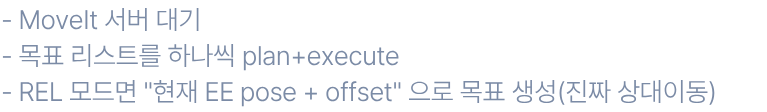 - MoveIt 서버 대기
- 목표 리스트를 하나씩 plan+execute
- REL 모드면 "현재 EE pose + offset" 으로 목표 생성(진짜 상대이동)